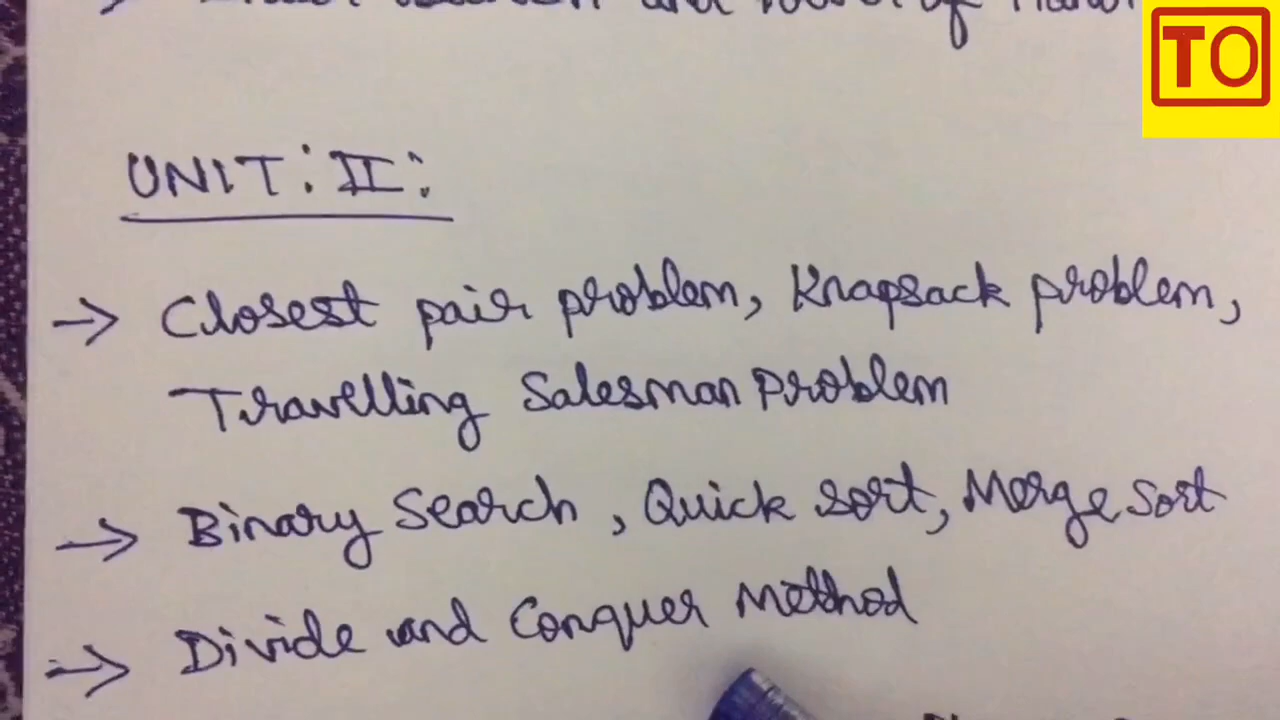 and
TO
UNIT: II:
→ Closest pair problem, Knapsack problem,
Travelling Salesman Problem
→ Binary Search, Quick sort, Merge Sort
→ Divide and Conquer Method